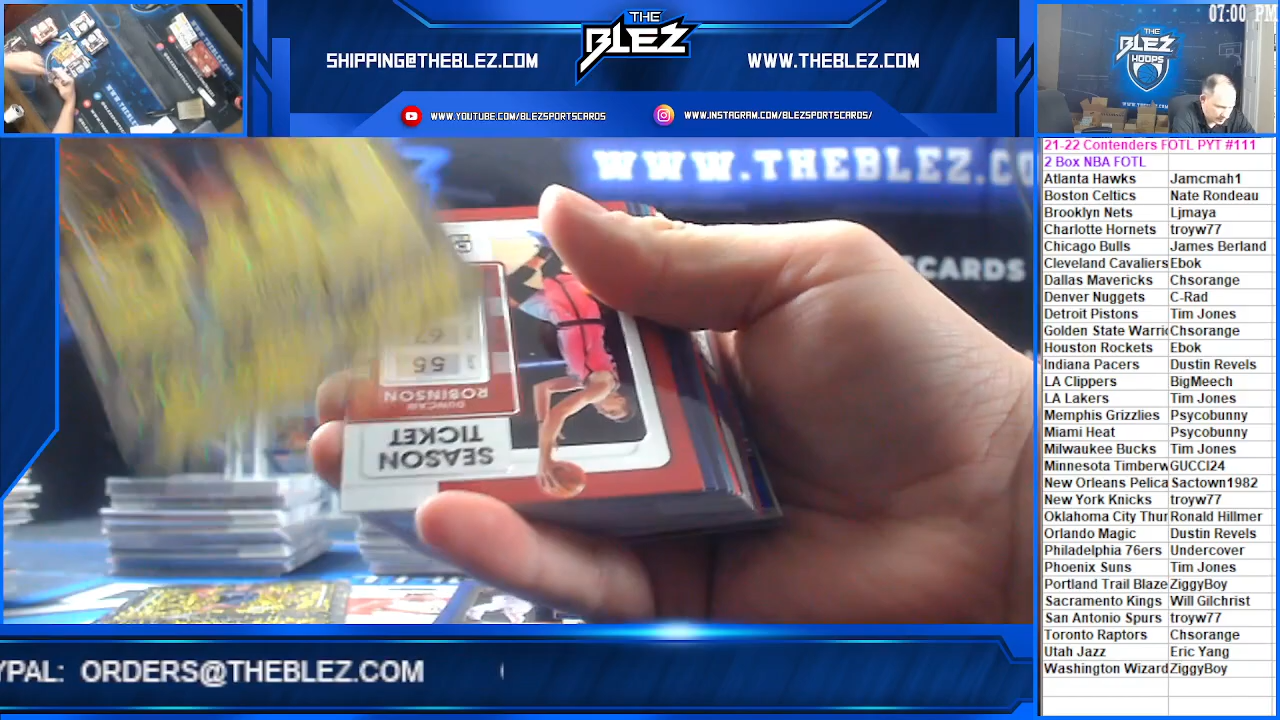 07:00 PM
THE
BLEZ
SHIPPING@THEBLEZ.COM
WWW.THEBLEZ.COM
WWW.YOUTUBE.COM/BLEZSPORTSCARDS
WWW.INSTAGRAM.COM/BLEZSPORTSCARDS/
THE
BLEZ
HOOPS
WWW.THEBLEZ.CO
SCARDS
67
55
DUNCAN
ROBINSON
SEASON
TICKET
21-22 Contenders FOTL PYT #111
2 Box NBA FOTL
Atlanta Hawks Jamcmah1
Boston Celtics Nate Rondeau
Brooklyn Nets Ljmaya
Charlotte Hornets troyw77
Chicago Bulls James Berland
Cleveland Cavaliers Ebok
Dallas Mavericks Chsorange
Denver Nuggets C-Rad
Detroit Pistons Tim Jones
Golden State Warri Chsorange
Houston Rockets Ebok
Indiana Pacers Dustin Revels
LA Clippers BigMeech
LA Lakers Tim Jones
Memphis Grizzlies Psycobunny
Miami Heat Psycobunny
Milwaukee Bucks Tim Jones
Minnesota Timberw GUCCI24
New Orleans Pelica Sactown1982
New York Knicks troyw77
Oklahoma City Thur Ronald Hillmer
Orlando Magic Dustin Revels
Philadelphia 76ers Undercover
Phoenix Suns Tim Jones
Portland Trail Blaze ZiggyBoy
Sacramento Kings Will Gilchrist
San Antonio Spurs troyw77
Toronto Raptors Chsorange
Utah Jazz Eric Yang
Washington Wizard ZiggyBoy
YPAL: ORDERS@THEBLEZ.COM